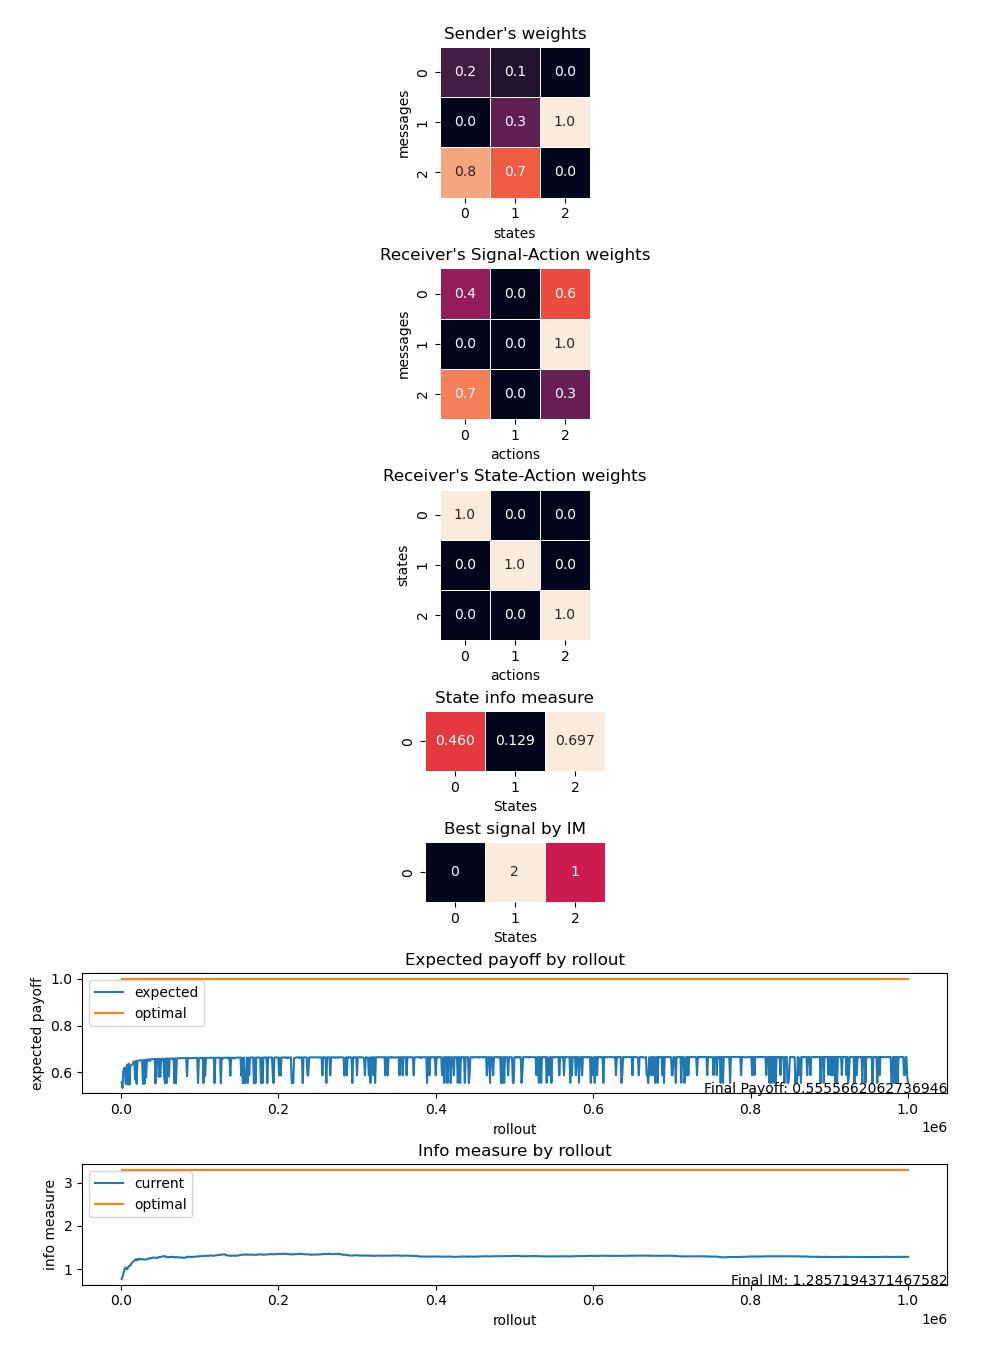 Sender's weights
0 0.2 0.1 0.0
1 0.0 0.3 1.0
2 0.8 0.7 0.0
messages
0 1 2
states
Receiver's Signal-Action weights
0 0.4 0.0 0.6
1 0.0 0.0 1.0
2 0.7 0.0 0.3
messages
0 1 2
actions
Receiver's State-Action weights
0 1.0 0.0 0.0
1 0.0 1.0 0.0
2 0.0 0.0 1.0
states
0 1 2
actions
State info measure
0 0.460 0.129 0.697
0 1 2
States
Best signal by IM
0 0 2 1
0 1 2
States
Expected payoff by rollout
expected payoff
1.0
0.8
0.6
expected
optimal
Final Payoff: 0.5555662062736946
0.0 0.2 0.4 0.6 0.8 1.0
1e6
rollout
Info measure by rollout
info measure
3
2
1
current
optimal
Final IM: 1.2857194371467582
0.0 0.2 0.4 0.6 0.8 1.0
1e6
rollout